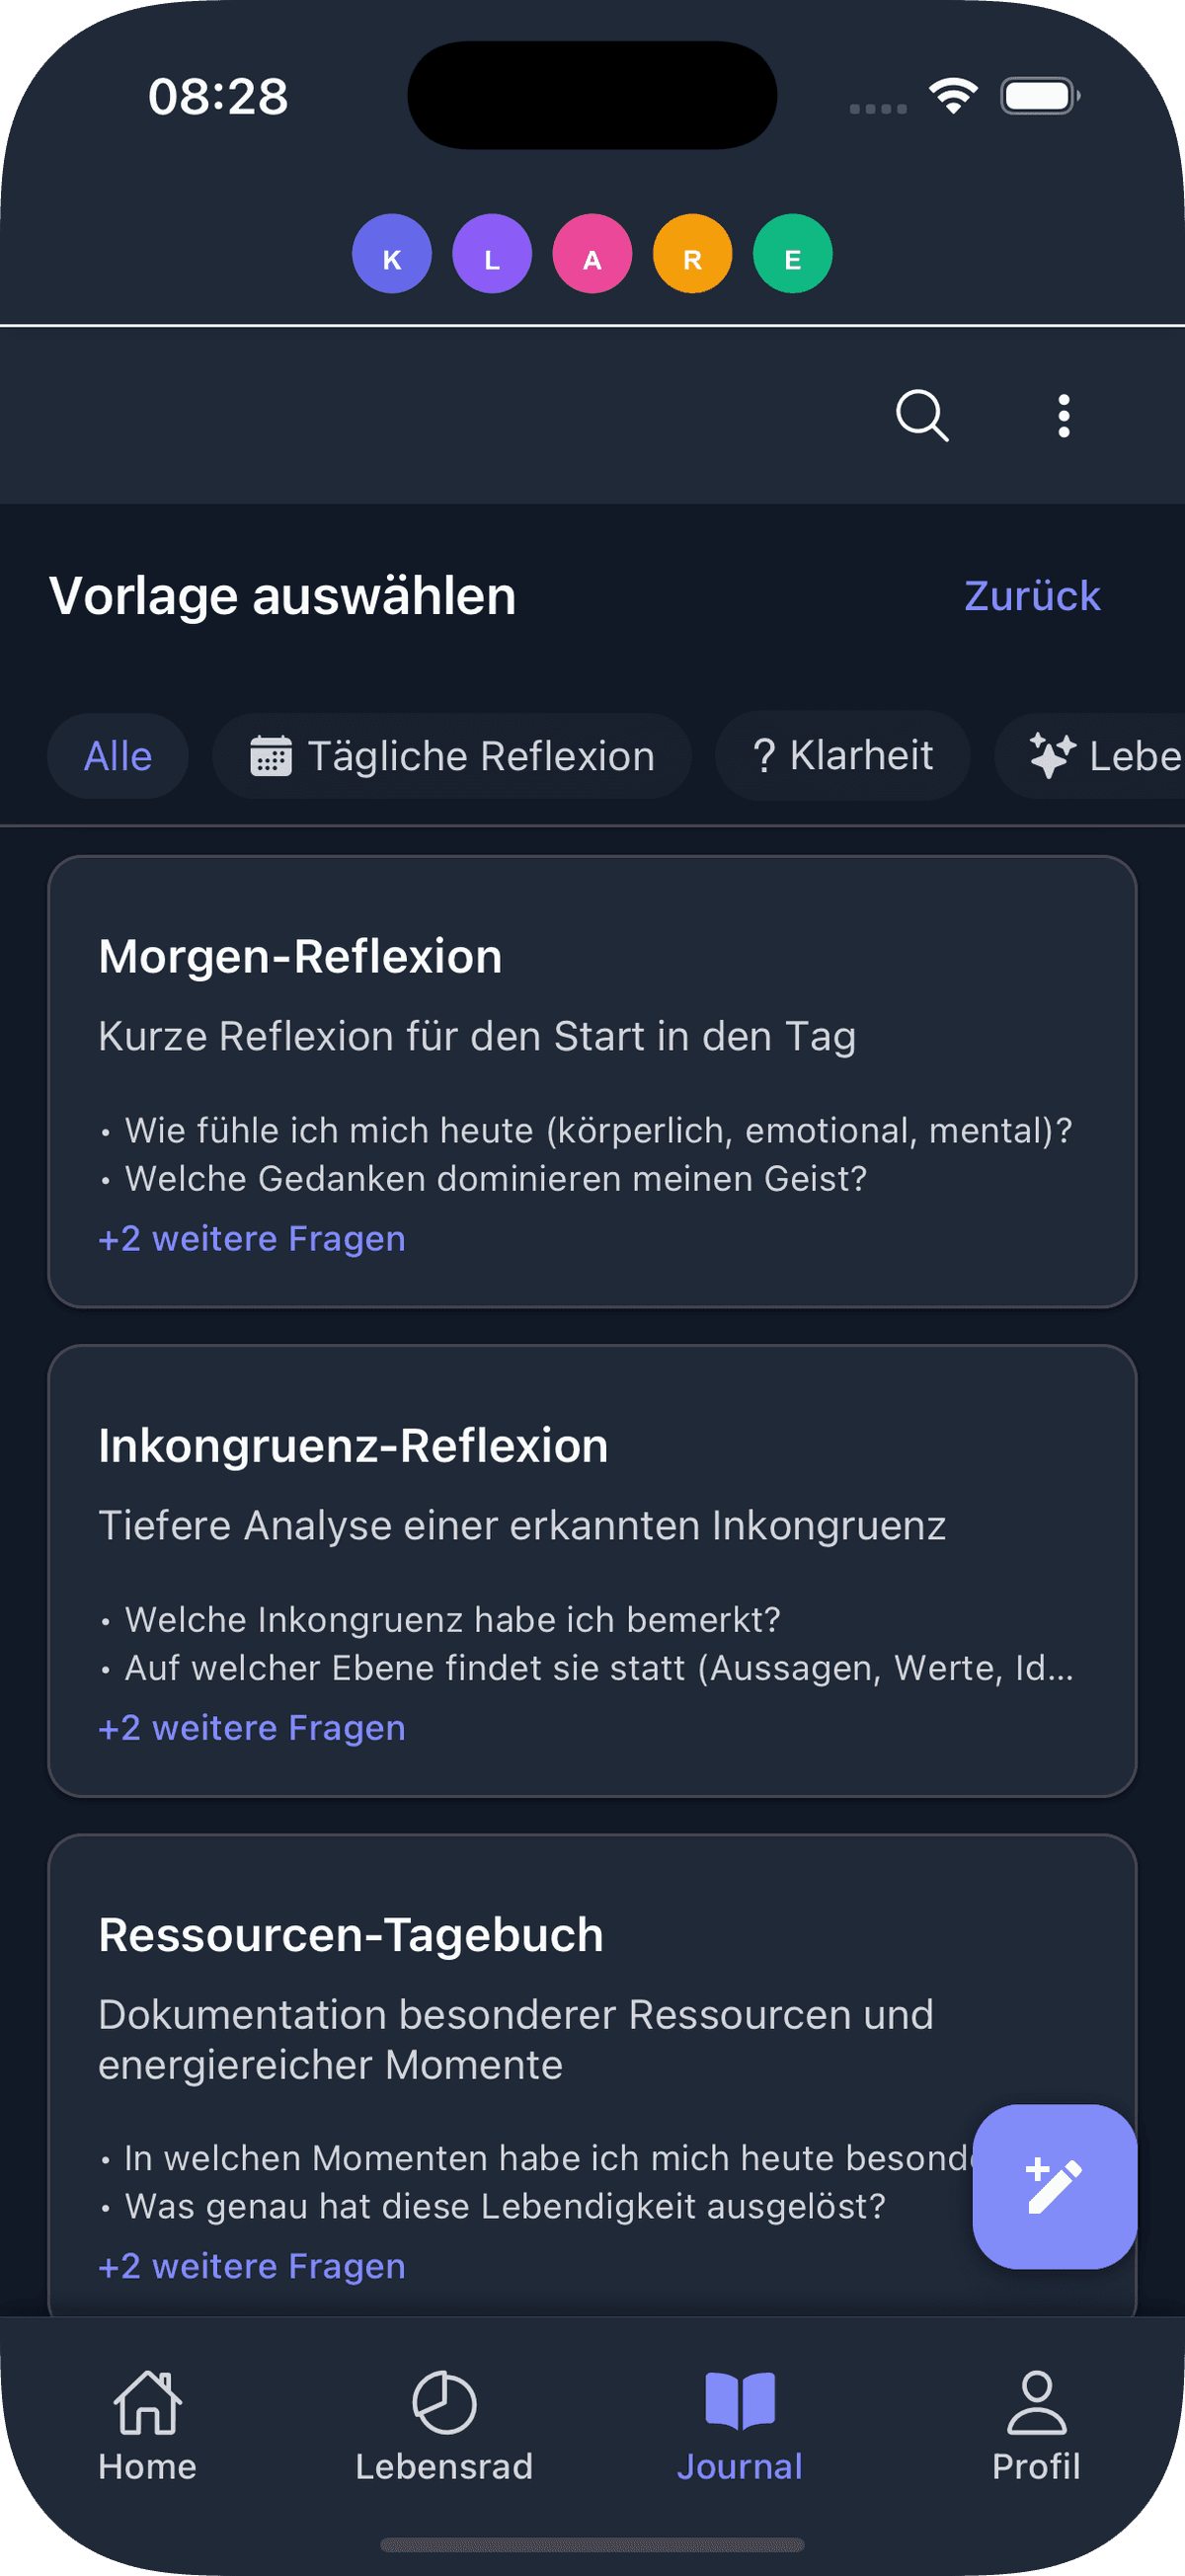 08:28
K L A R E
Vorlage auswählen
Zurück
Alle
Tägliche Reflexion
? Klarheit
Lebe
Morgen-Reflexion
Kurze Reflexion für den Start in den Tag
• Wie fühle ich mich heute (körperlich, emotional, mental)?
• Welche Gedanken dominieren meinen Geist?
+2 weitere Fragen
Inkongruenz-Reflexion
Tiefere Analyse einer erkannten Inkongruenz
• Welche Inkongruenz habe ich bemerkt?
• Auf welcher Ebene findet sie statt (Aussagen, Werte, Id...
+2 weitere Fragen
Ressourcen-Tagebuch
Dokumentation besonderer Ressourcen und
energiereicher Momente
• In welchen Momenten habe ich mich heute besond
• Was genau hat diese Lebendigkeit ausgelöst?
+2 weitere Fragen
Home
Lebensrad
Journal
Profil